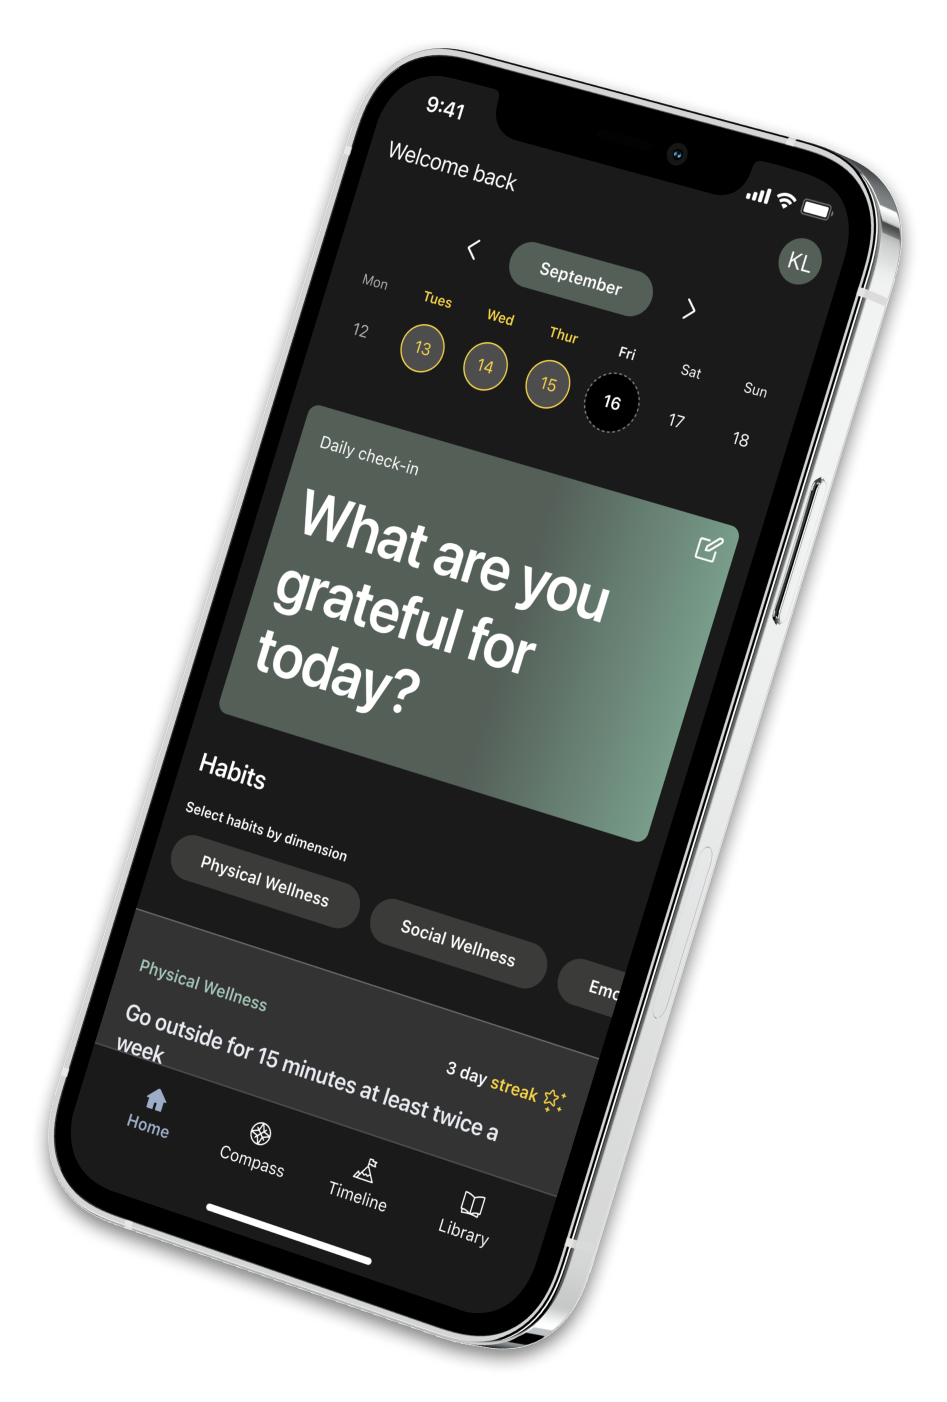 9:41
Welcome back
KL
September
Mon Tues Wed Thur Fri Sat Sun
12 13 14 15 16 17 18
Daily check-in
What are you
grateful for
today?
Habits
Select habits by dimension
Physical Wellness Social Wellness Emo
Physical Wellness
3 day streak
Go outside for 15 minutes at least twice a
week
Home Compass Timeline Library